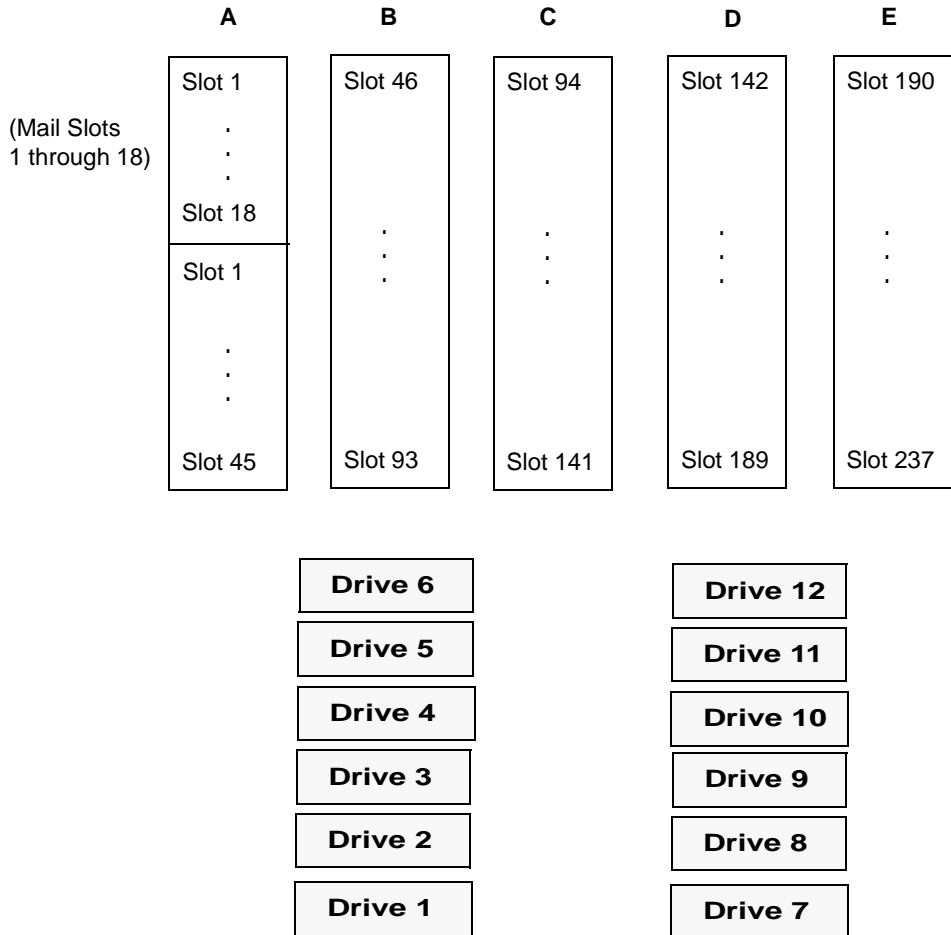 A B C D E
Slot 1 Slot 46 Slot 94 Slot 142 Slot 190
(Mail Slots
1 through 18)
.
.
.
Slot 18
Slot 1
. . . .
. . . .
. . . .
.
.
.
Slot 45 Slot 93 Slot 141 Slot 189 Slot 237
Drive 6 Drive 12
Drive 5 Drive 11
Drive 4 Drive 10
Drive 3 Drive 9
Drive 2 Drive 8
Drive 1 Drive 7